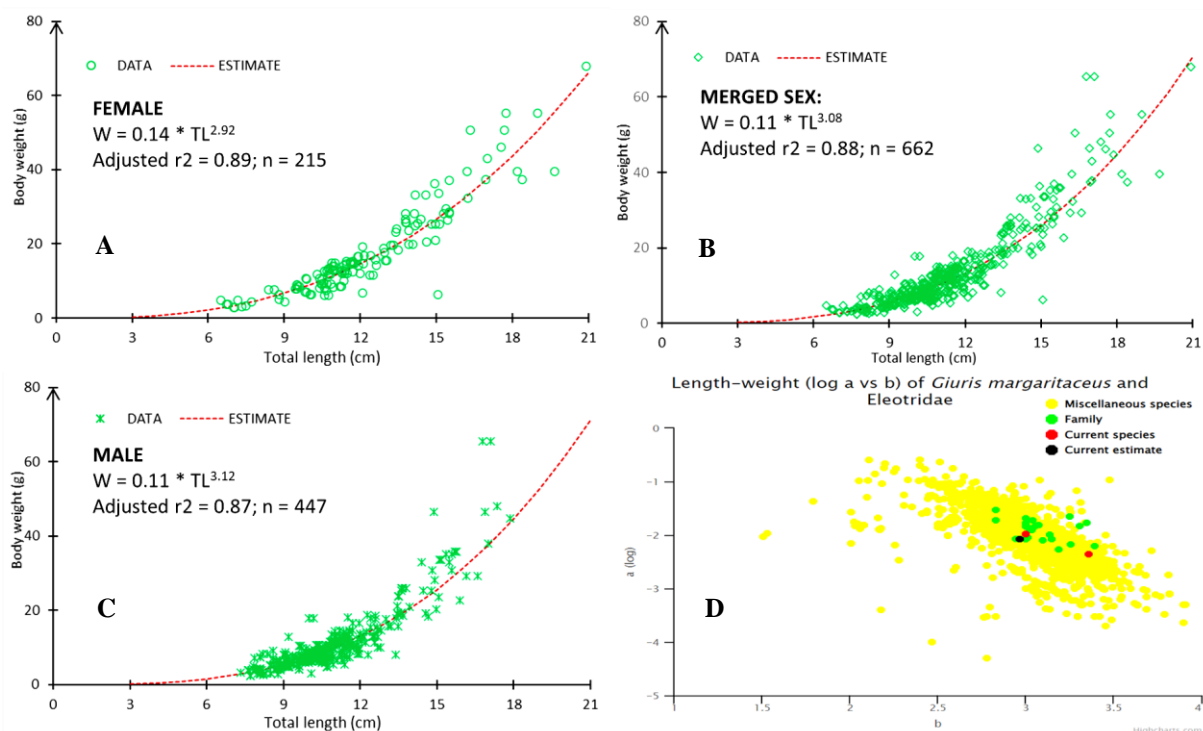 80
60
40
20
0
Body weight (g)
DATA
ESTIMATE
FEMALE
W = 0.14 * TL^2.92
Adjusted r2 = 0.89; n = 215
A
0
3
6
9
12
15
18
21
Total length (cm)
80
60
40
20
0
Body weight (g)
DATA
ESTIMATE
MERGED SEX:
W = 0.11 * TL^3.08
Adjusted r2 = 0.88; n = 662
B
0
3
6
9
12
15
18
21
Total length (cm)
80
60
40
20
0
Body weight (g)
DATA
ESTIMATE
MALE
W = 0.11 * TL^3.12
Adjusted r2 = 0.87; n = 447
C
0
3
6
9
12
15
18
21
Total length (cm)
Length-weight (log a vs b) of Giuris margaritaceus and
Eleotridae
Miscellaneous species
Family
Current species
Current estimate
0
-1
-2
-3
-4
-5
a (log)
D
1
1.5
2
2.5
3
3.5
4
b
Highcharts.com